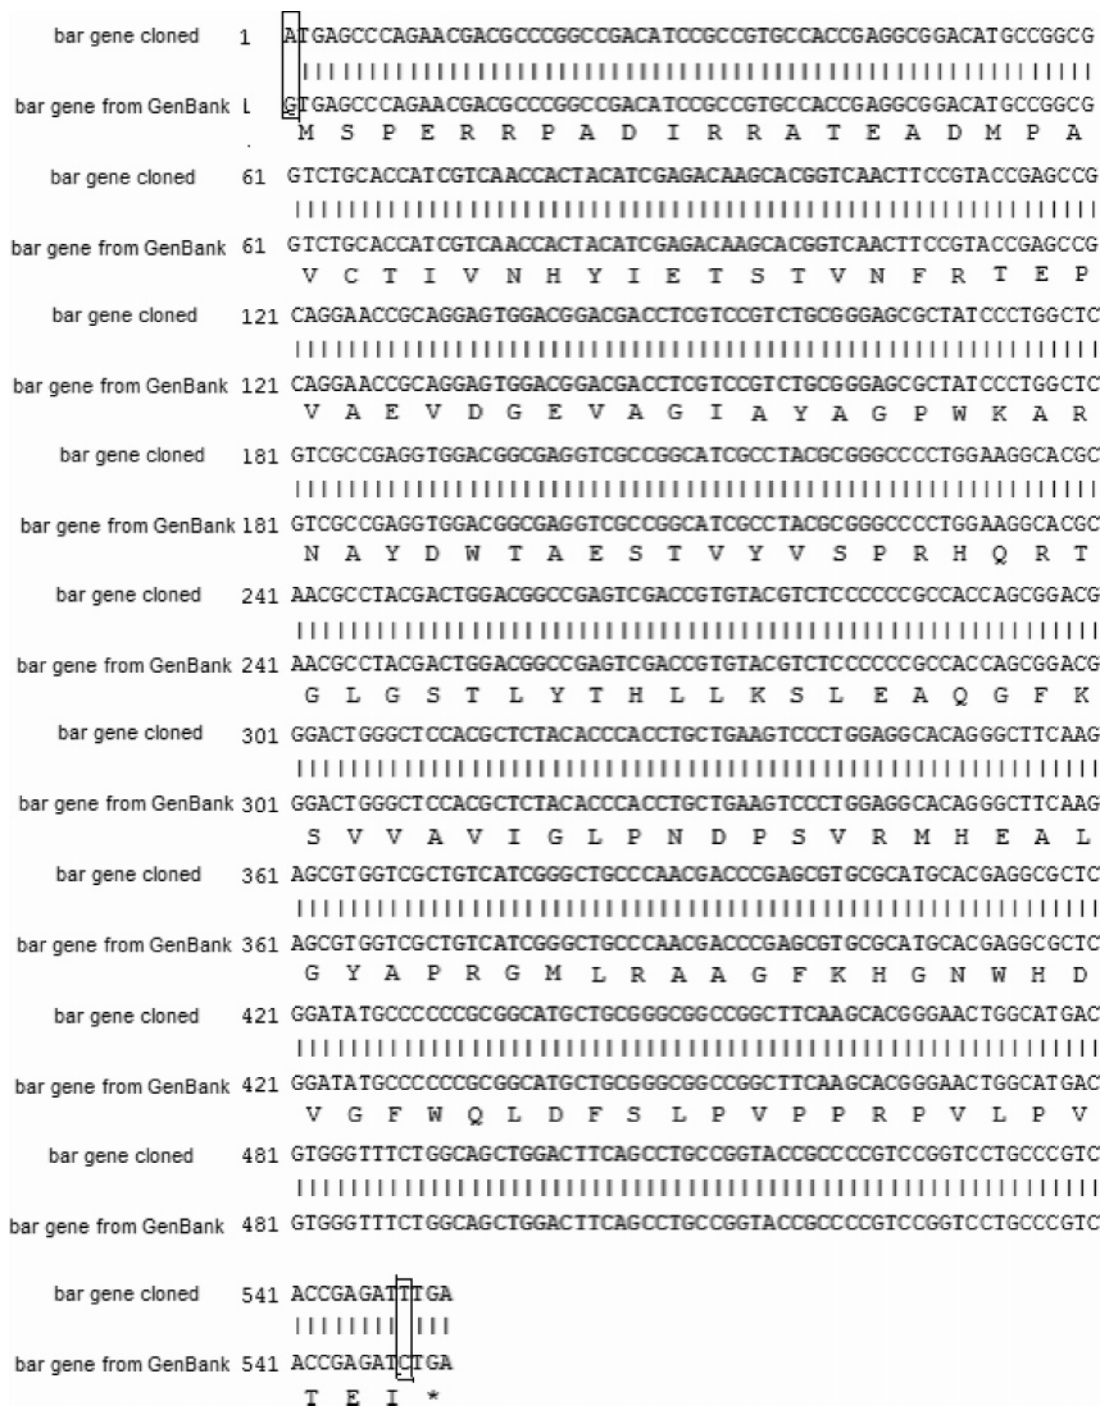 bar gene cloned 1 ATGAGCCCAGAACGACGCCCGGCCGACATCCGCCGTGCCACCGAGGCGGACATGCCGGCG
bar gene from GenBank 1 GTGAGCCCAGAACGACGCCCGGCCGACATCCGCCGTGCCACCGAGGCGGACATGCCGGCG
M S P E R R P A D I R R A T E A D M P A
bar gene cloned 61 GTCTGCACCATCGTCAACCACTACATCGAGACAAGCACGGTCAACTTCCGTACCGAGCCG
bar gene from GenBank 61 GTCTGCACCATCGTCAACCACTACATCGAGACAAGCACGGTCAACTTCCGTACCGAGCCG
V C T I V N H Y I E T S T V N F R T E P
bar gene cloned 121 CAGGAACCGCAGGAGTGGACGGACGACCTCGTCCGTCTGCGGGAGCGCTATCCCTGGCTC
bar gene from GenBank 121 CAGGAACCGCAGGAGTGGACGGACGACCTCGTCCGTCTGCGGGAGCGCTATCCCTGGCTC
V A E V D G E V A G I A Y A G P W K A R
bar gene cloned 181 GTCGCCGAGGTGGACGGCGAGGTCGCCGGCATCGCCTACGCGGGCCCCTGGAAGGCACGC
bar gene from GenBank 181 GTCGCCGAGGTGGACGGCGAGGTCGCCGGCATCGCCTACGCGGGCCCCTGGAAGGCACGC
N A Y D W T A E S T V Y V S P R H Q R T
bar gene cloned 241 AACGCCTACGACTGGACGGCCGAGTCGACCGTGTACGTCTCCCCCCGCCACCAGCGGACG
bar gene from GenBank 241 AACGCCTACGACTGGACGGCCGAGTCGACCGTGTACGTCTCCCCCCGCCACCAGCGGACG
G L G S T L Y T H L L K S L E A Q G F K
bar gene cloned 301 GGACTGGGCTCCACGCTCTACACCCACCTGCTGAAGTCCCTGGAGGCACAGGGCTTCAAG
bar gene from GenBank 301 GGACTGGGCTCCACGCTCTACACCCACCTGCTGAAGTCCCTGGAGGCACAGGGCTTCAAG
S V V A V I G L P N D P S V R M H E A L
bar gene cloned 361 AGCGTGGTCGCTGTCATCGGGCTGCCCAACGACCCGAGCGTGCGCATGCACGAGGCGCTC
bar gene from GenBank 361 AGCGTGGTCGCTGTCATCGGGCTGCCCAACGACCCGAGCGTGCGCATGCACGAGGCGCTC
G Y A P R G M L R A A G F K H G N W H D
bar gene cloned 421 GGATATGCCCCCCGCGGCATGCTGCGGGCGGCCGGCTTCAAGCACGGGAACTGGCATGAC
bar gene from GenBank 421 GGATATGCCCCCCGCGGCATGCTGCGGGCGGCCGGCTTCAAGCACGGGAACTGGCATGAC
V G F W Q L D F S L P V P P R P V L P V
bar gene cloned 481 GTGGGTTTCTGGCAGCTGGACTTCAGCCTGCCGGTACCGCCCCGTCCGGTCCTGCCCGTC
bar gene from GenBank 481 GTGGGTTTCTGGCAGCTGGACTTCAGCCTGCCGGTACCGCCCCGTCCGGTCCTGCCCGTC
bar gene cloned 541 ACCGAGATTTGA
bar gene from GenBank 541 ACCGAGATCTGA
T E I *